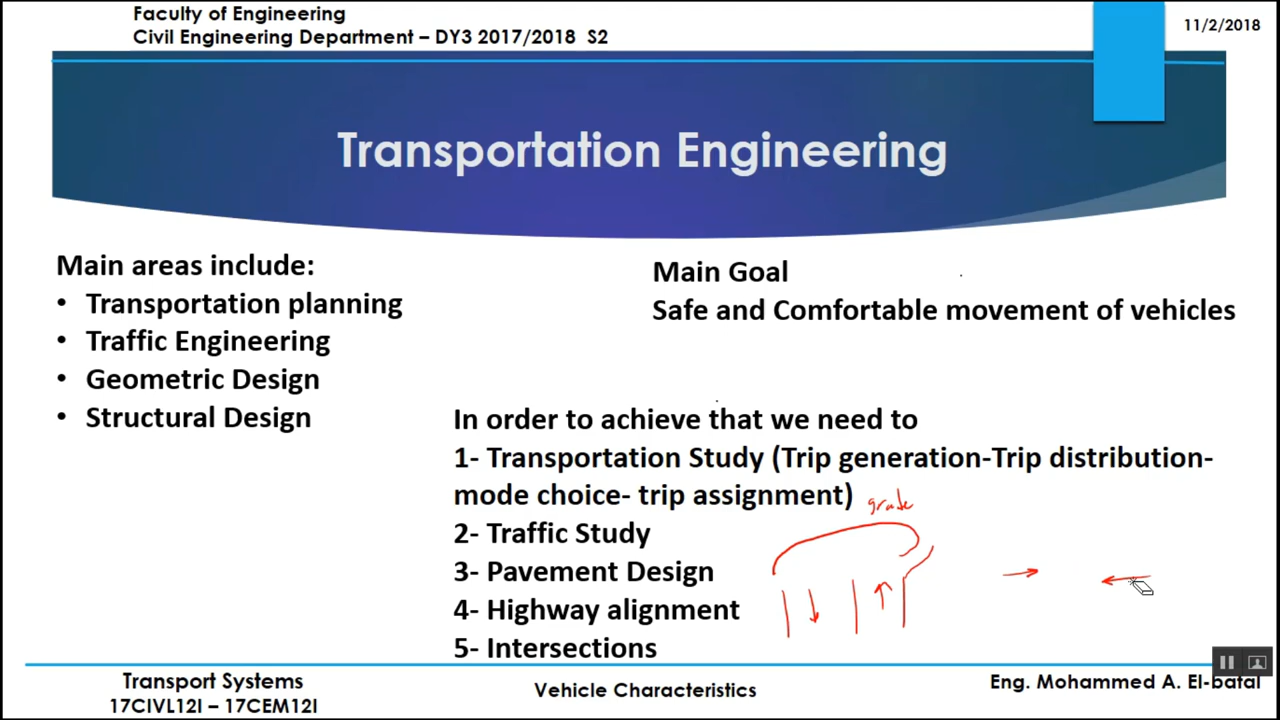 Faculty of Engineering
Civil Engineering Department – DY3 2017/2018 S2
11/2/2018
Transportation Engineering
Main areas include:
• Transportation planning
• Traffic Engineering
• Geometric Design
• Structural Design
Main Goal
Safe and Comfortable movement of vehicles
In order to achieve that we need to
1- Transportation Study (Trip generation-Trip distribution-
mode choice- trip assignment)
grade
2- Traffic Study
3- Pavement Design
4- Highway alignment
5- Intersections
Transport Systems
17CIVL12I – 17CEM12I
Vehicle Characteristics
Eng. Mohammed A. El-batal